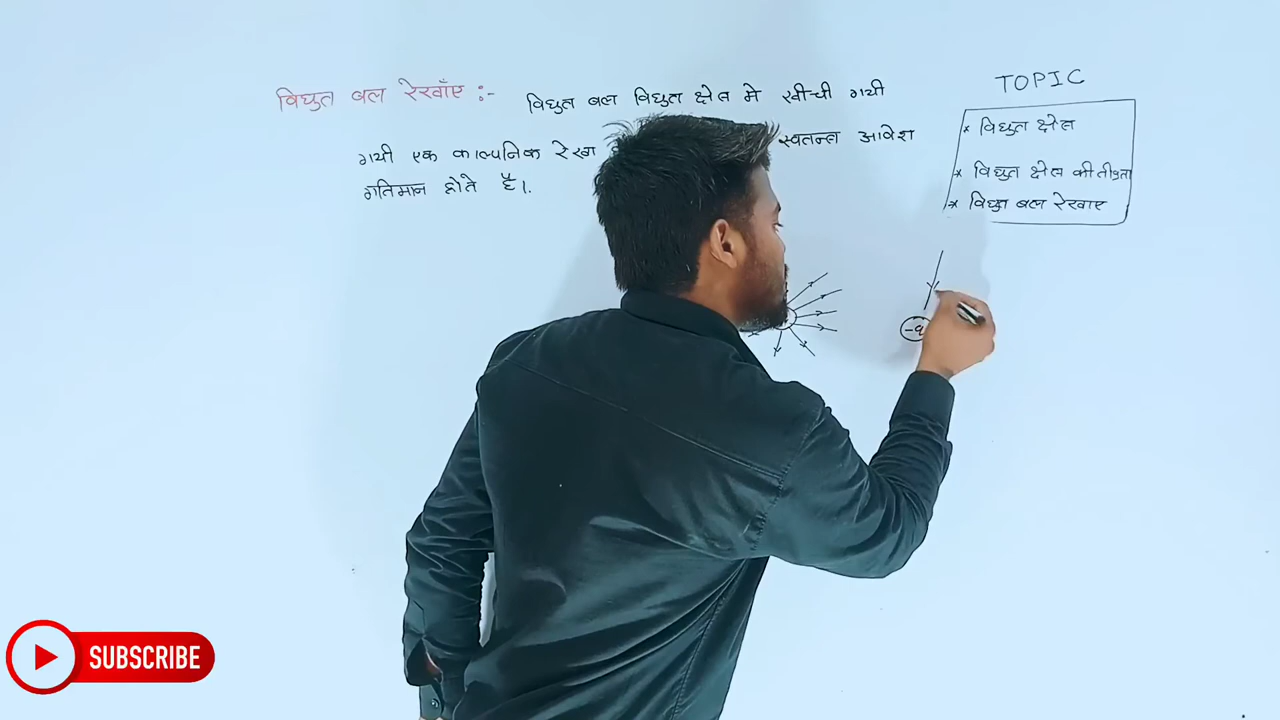 विधुत बल रेखाँए :- विधुत बल विधुत क्षेत्र मे खींची गयी
गयी एक काल्पनिक रेखा स्वतन्त्र आवेश
गतिमान होते है।
TOPIC
* विधुत क्षेत्र
* विधुत क्षेत्र की तीव्रता
* विधुत बल रेखाए
SUBSCRIBE